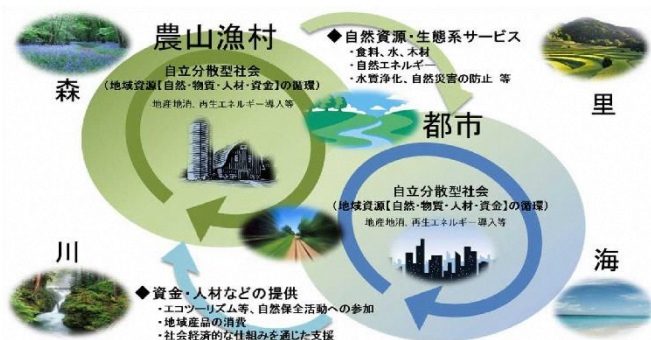 農山漁村
◆自然資源・生態系サービス
・食料、水、木材
・自然エネルギー
・水質浄化、自然災害の防止 等
森
自立分散型社会
(地域資源【自然・物質・人材・資金】の循環)
地産地消、再生エネルギー導入等
里
都市
自立分散型社会
(地域資源【自然・物質・人材・資金】の循環)
地産地消、再生エネルギー導入等
川
海
◆資金・人材などの提供
・エコツーリズム等、自然保全活動への参加
・地域産品の消費
・社会経済的な仕組みを通じた支援